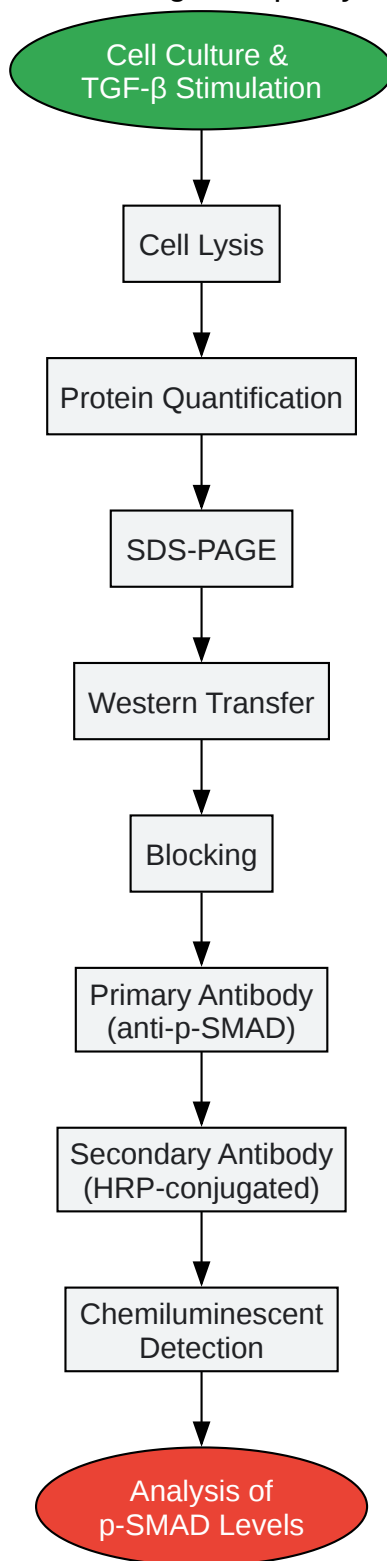 Cell Culture &
TGF-β Stimulation
Cell Lysis
Protein Quantification
SDS-PAGE
Western Transfer
Blocking
Primary Antibody
(anti-p-SMAD)
Secondary Antibody
(HRP-conjugated)
Chemiluminescent
Detection
Analysis of
p-SMAD Levels